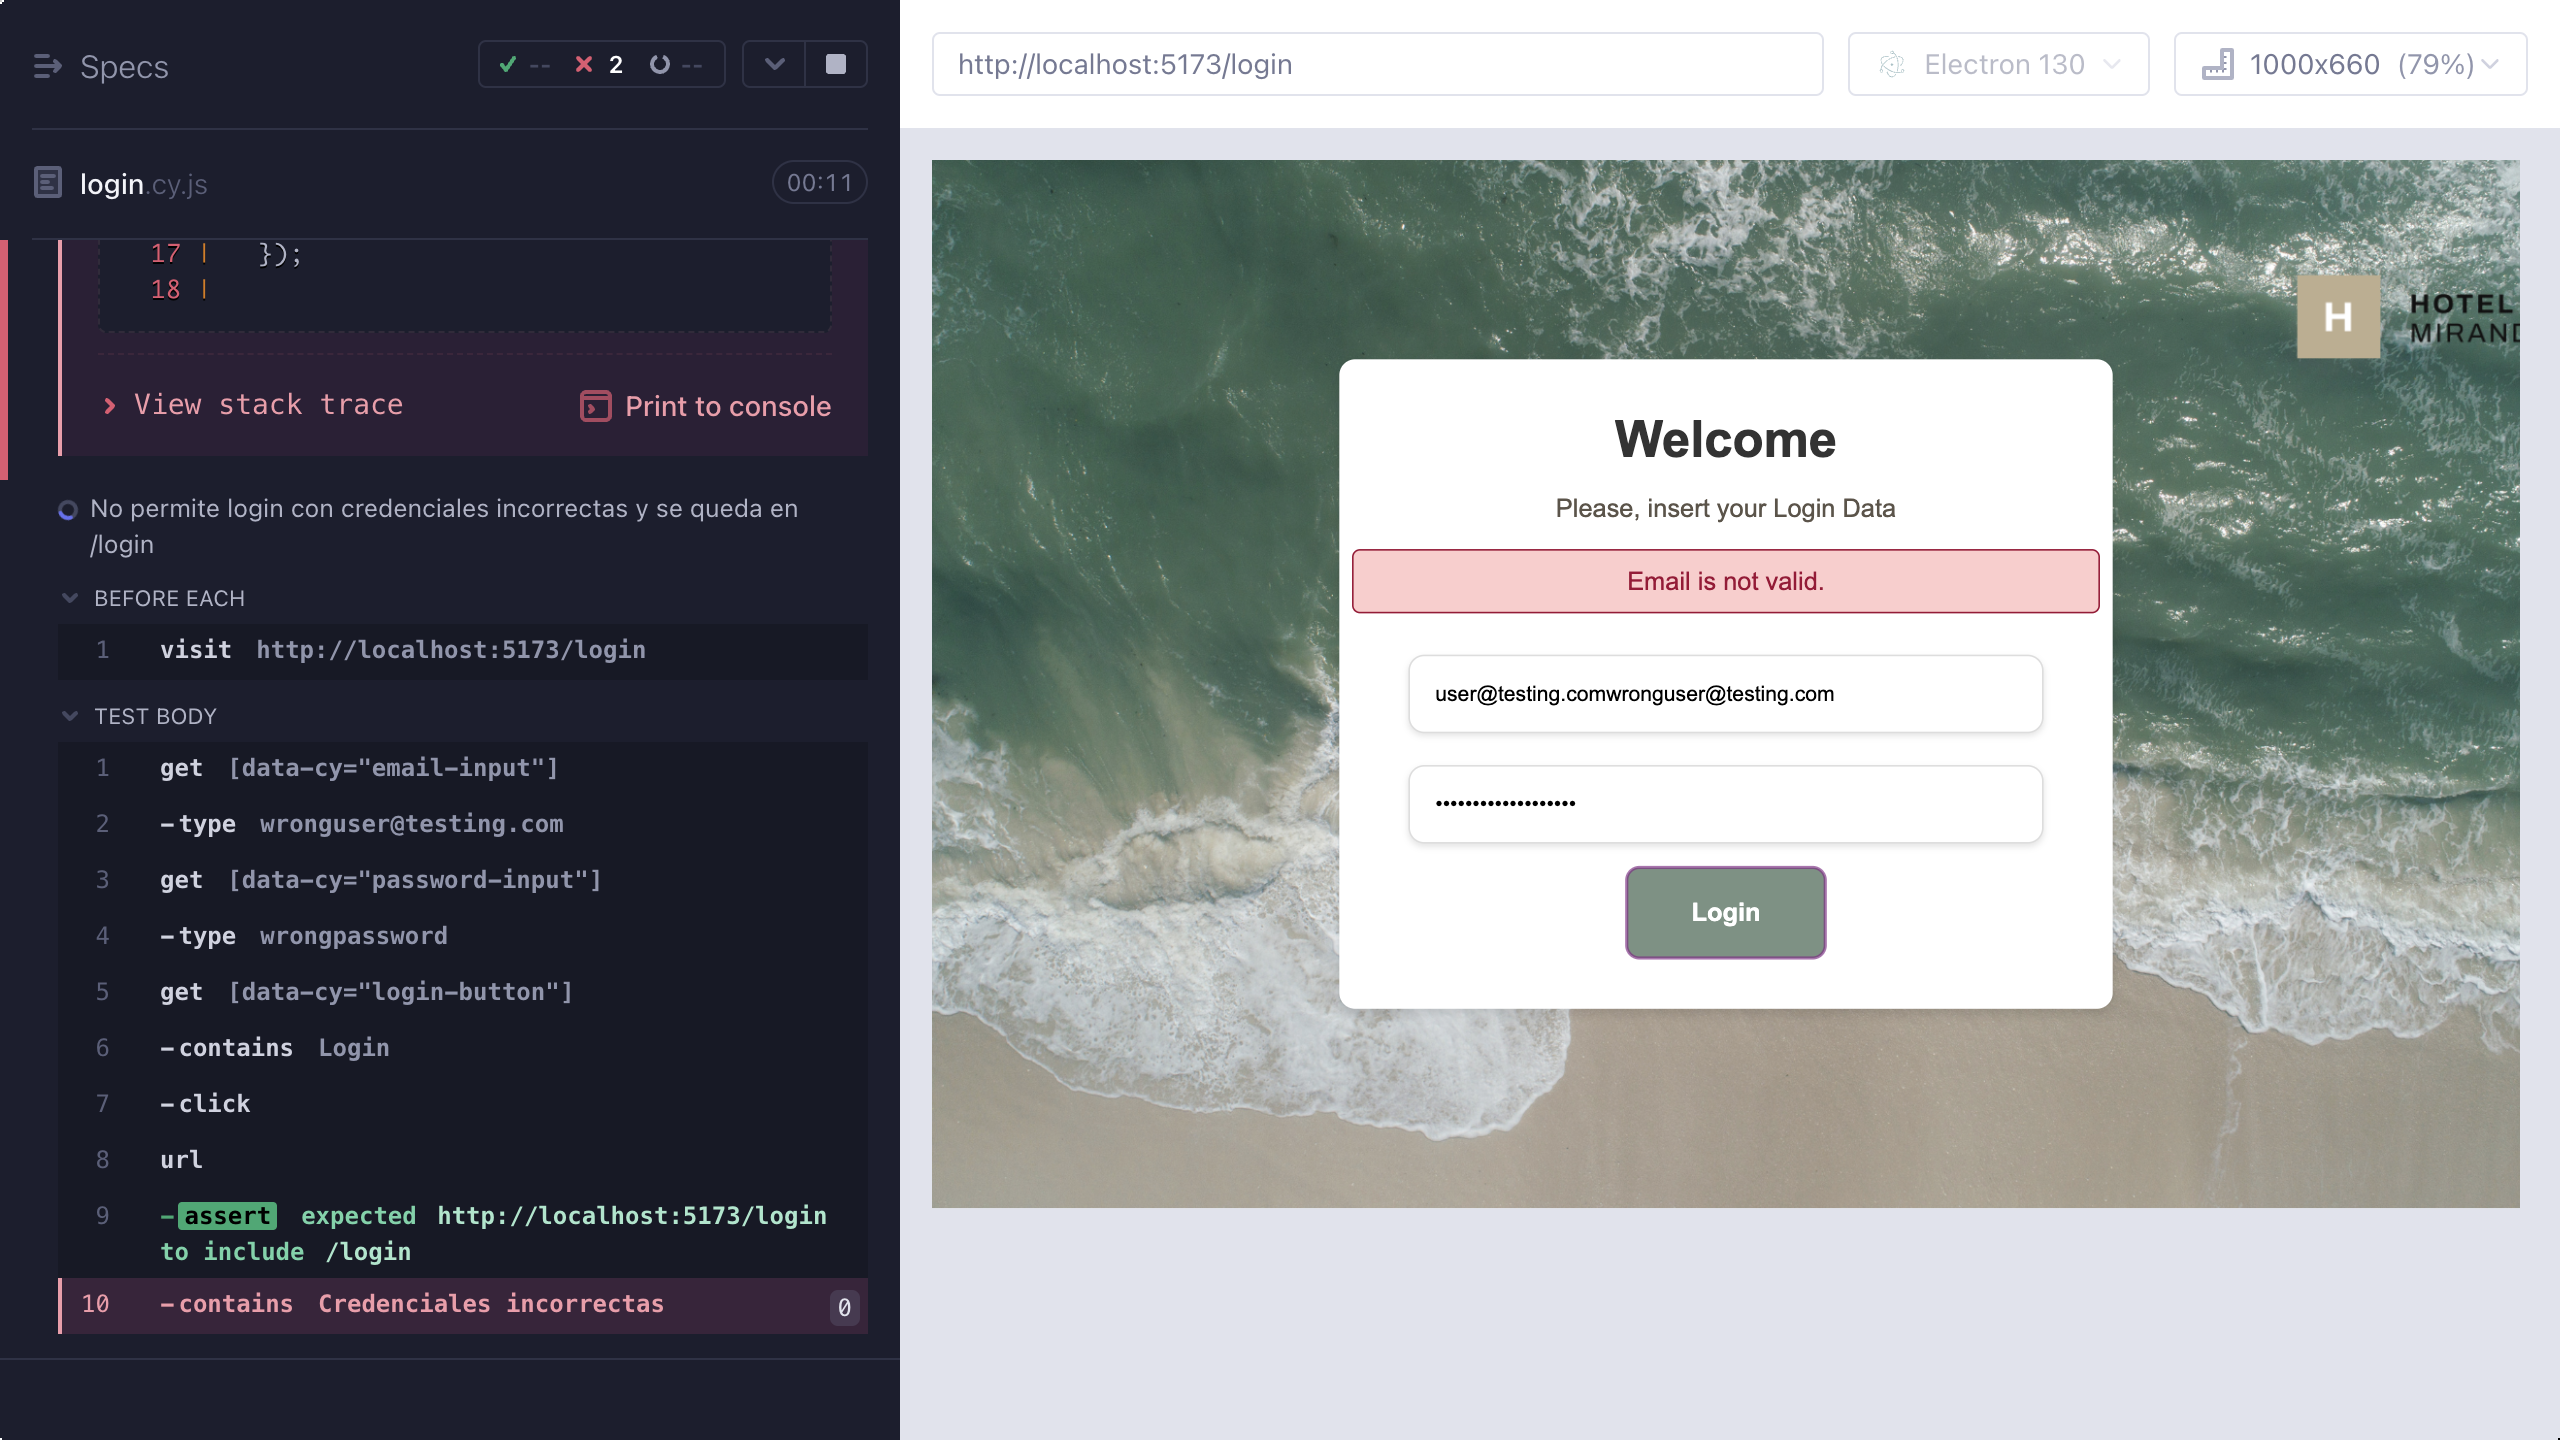 Specs
-- 2 --
login.cy.js
00:11
17 | });
18 |
View stack trace
Print to console
No permite login con credenciales incorrectas y se queda en
/login
BEFORE EACH
1 visit http://localhost:5173/login
TEST BODY
1 get [data-cy="email-input"]
2 -type wronguser@testing.com
3 get [data-cy="password-input"]
4 -type wrongpassword
5 get [data-cy="login-button"]
6 -contains Login
7 -click
8 url
9 -assert expected http://localhost:5173/login
to include /login
10 -contains Credenciales incorrectas 0
http://localhost:5173/login
Electron 130
1000x660 (79%)
H
HOTEL
MIRAND
Welcome
Please, insert your Login Data
Email is not valid.
user@testing.comwronguser@testing.com
•••••••••••••••••••
Login